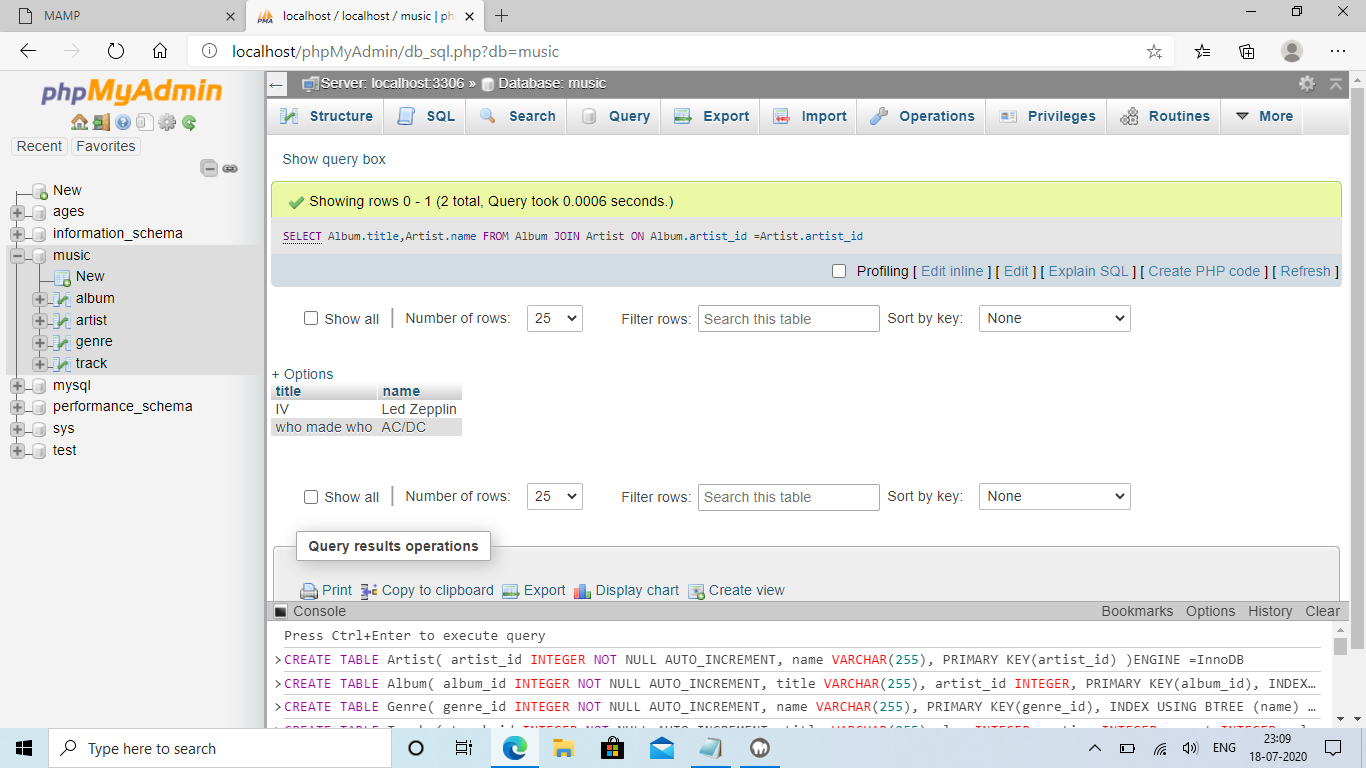 MAMP
localhost / localhost / music | ph
localhost/phpMyAdmin/db_sql.php?db=music
phpMyAdmin
Recent Favorites
New
ages
information_schema
music
New
album
artist
genre
track
mysql
performance_schema
sys
test
Server: localhost:3306 » Database: music
Structure SQL Search Query Export Import Operations Privileges Routines More
Show query box
Showing rows 0 - 1 (2 total, Query took 0.0006 seconds.)
SELECT Album.title,Artist.name FROM Album JOIN Artist ON Album.artist_id =Artist.artist_id
Profiling [ Edit inline ] [ Edit ] [ Explain SQL ] [ Create PHP code ] [ Refresh ]
Show all | Number of rows: 25 Filter rows: Search this table Sort by key: None
+ Options
title name
IV Led Zepplin
who made who AC/DC
Show all | Number of rows: 25 Filter rows: Search this table Sort by key: None
Query results operations
Print Copy to clipboard Export Display chart Create view
Console Bookmarks Options History Clear
Press Ctrl+Enter to execute query
>CREATE TABLE Artist( artist_id INTEGER NOT NULL AUTO_INCREMENT, name VARCHAR(255), PRIMARY KEY(artist_id) )ENGINE =InnoDB
>CREATE TABLE Album( album_id INTEGER NOT NULL AUTO_INCREMENT, title VARCHAR(255), artist_id INTEGER, PRIMARY KEY(album_id), INDEX…
>CREATE TABLE Genre( genre_id INTEGER NOT NULL AUTO_INCREMENT, name VARCHAR(255), PRIMARY KEY(genre_id), INDEX USING BTREE (name) …
Type here to search
ENG
23:09
18-07-2020